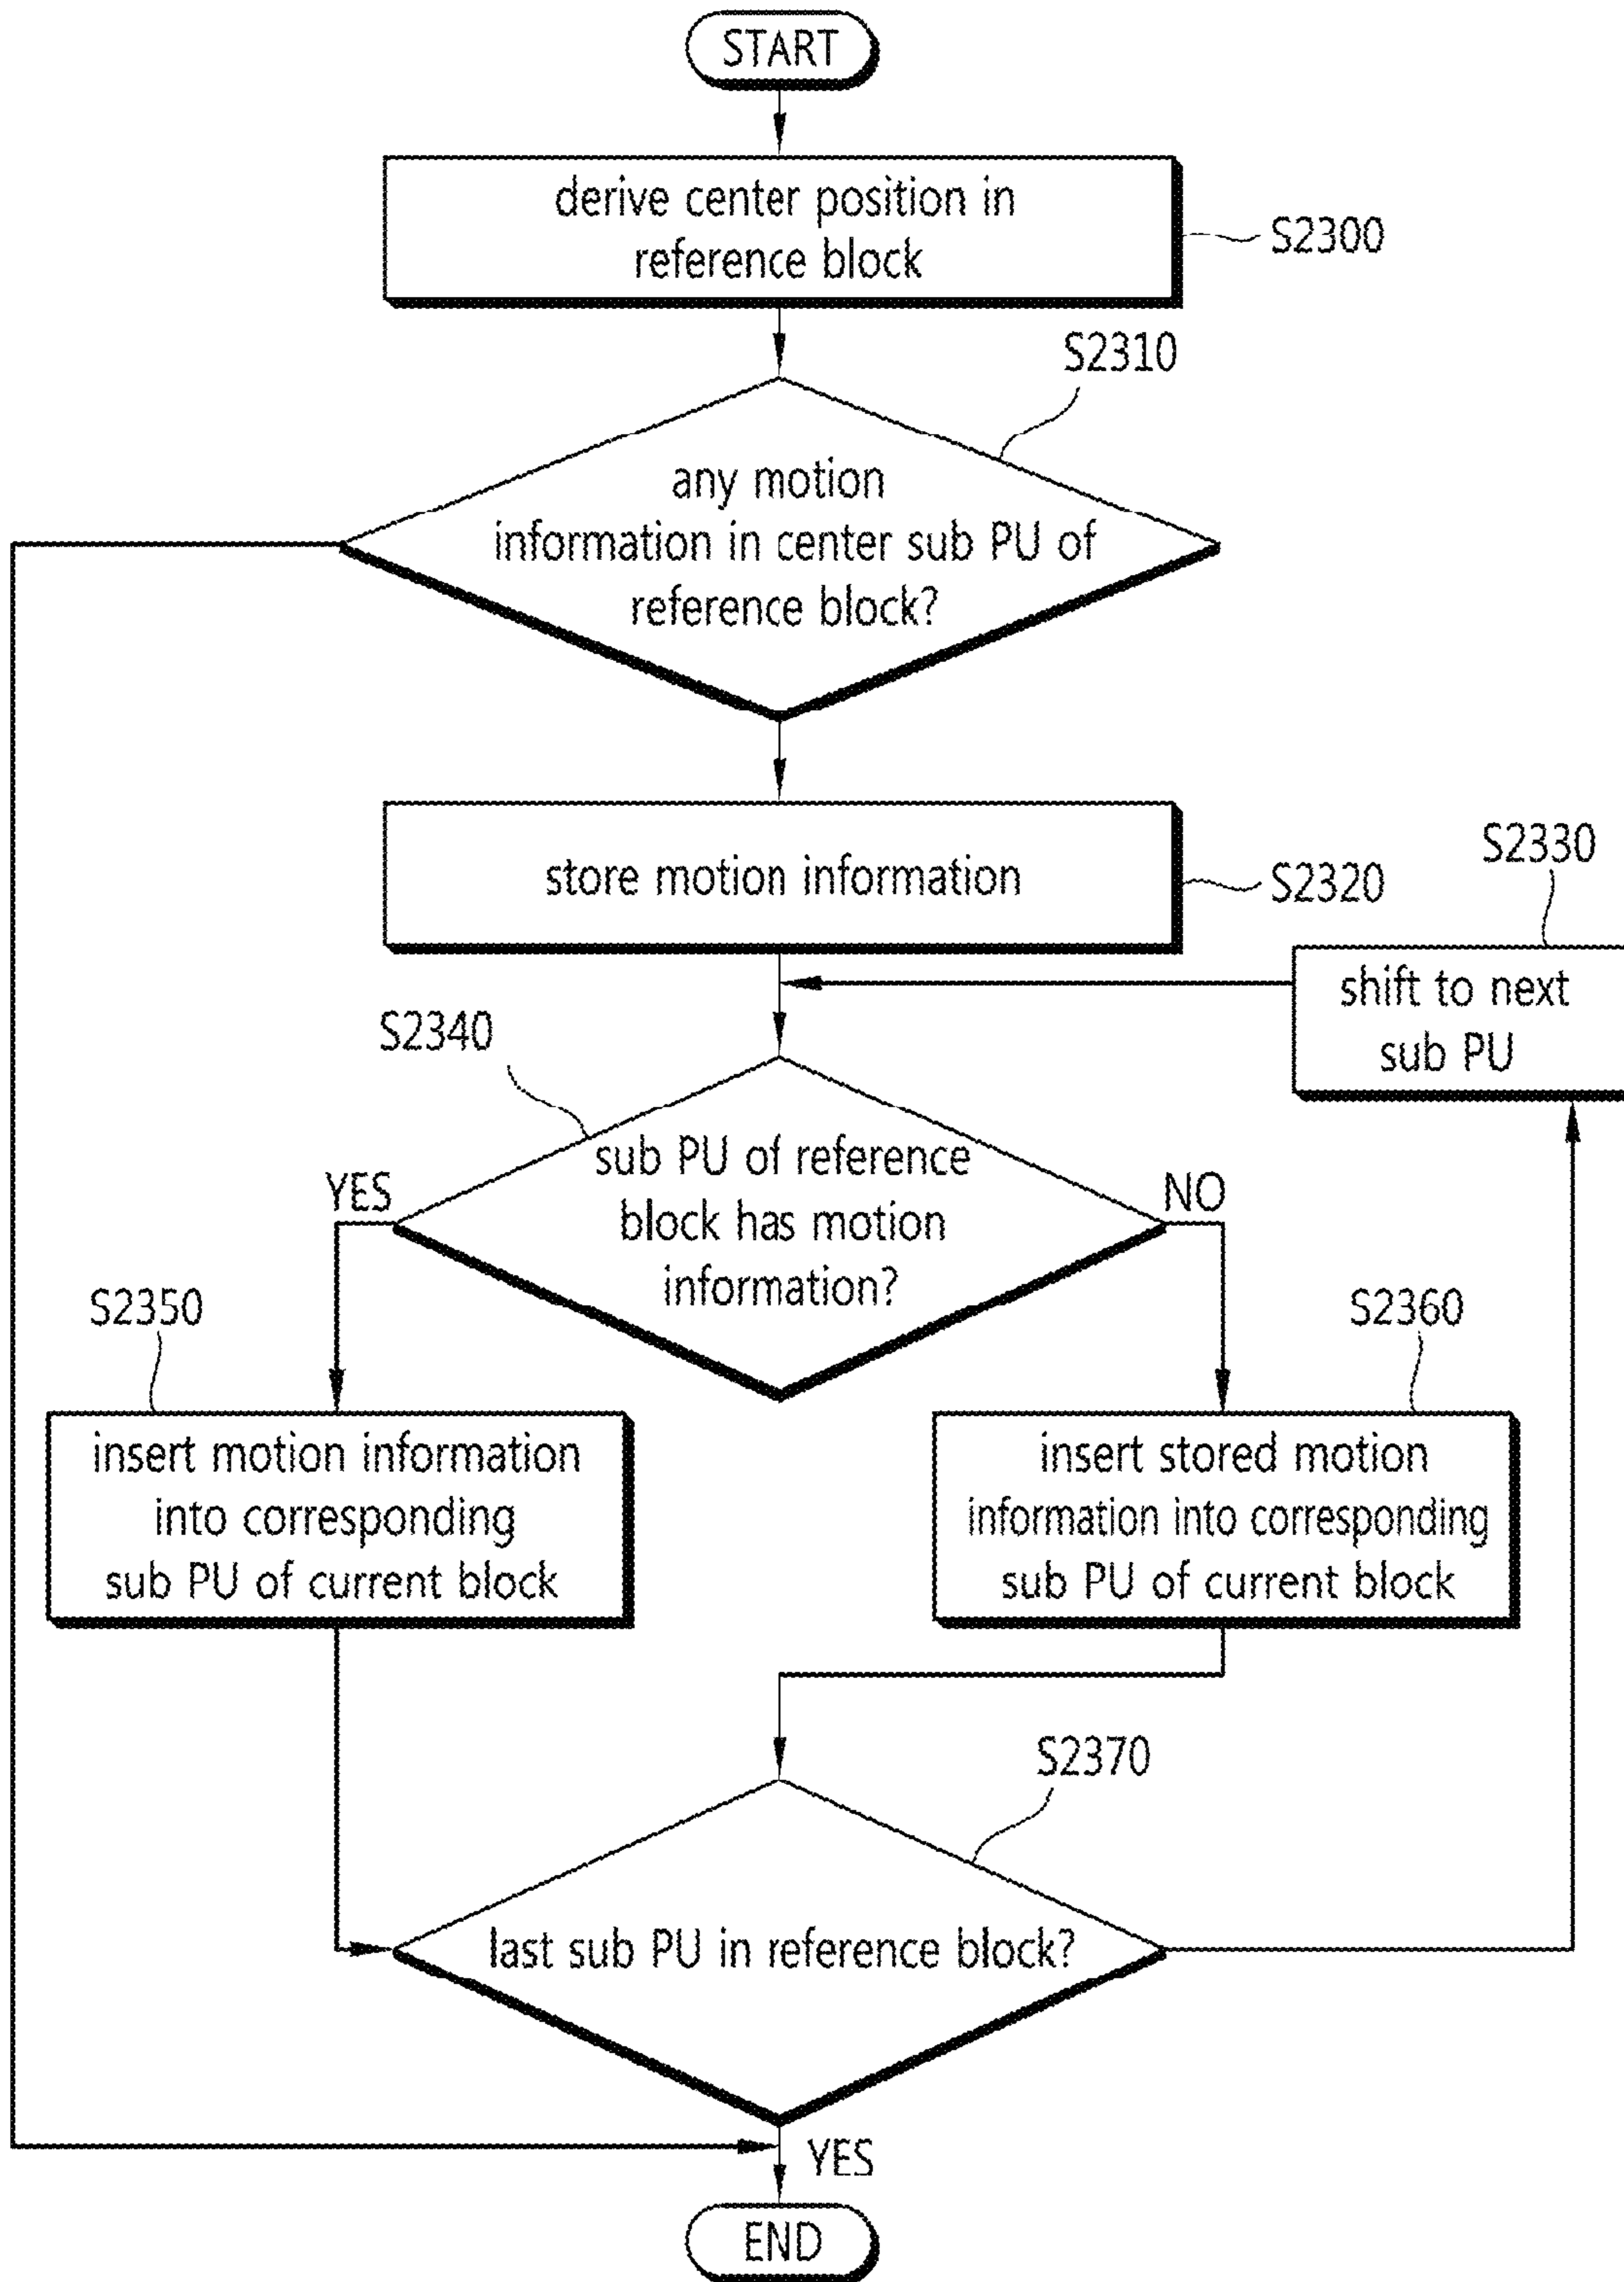 START
derive center position in
reference block
S2300
S2310
any motion
information in center sub PU of
reference block?
store motion information
S2320
S2330
shift to next
sub PU
S2340
sub PU of reference
block has motion
information?
YES
NO
S2350
S2360
insert motion information
into corresponding
sub PU of current block
insert stored motion
information into corresponding
sub PU of current block
S2370
last sub PU in reference block?
YES
END